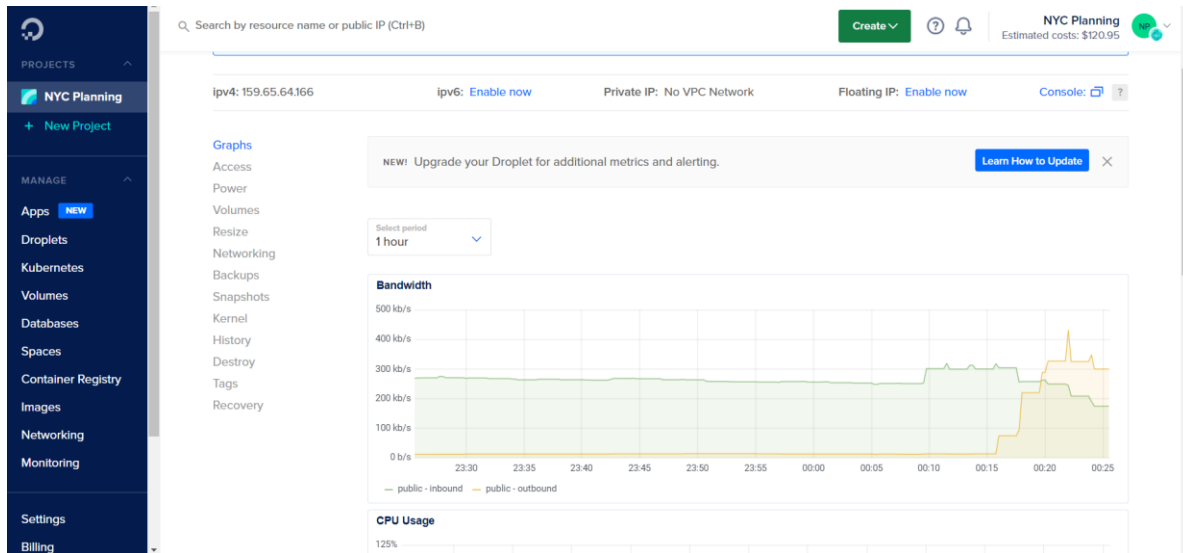 Search by resource name or public IP (Ctrl+B)
Create
?
NYC Planning
Estimated costs: $120.95
NP
PROJECTS
NYC Planning
+ New Project
MANAGE
Apps NEW
Droplets
Kubernetes
Volumes
Databases
Spaces
Container Registry
Images
Networking
Monitoring
Settings
Billing
ipv4: 159.65.64.166 ipv6: Enable now Private IP: No VPC Network Floating IP: Enable now Console: ?
Graphs
Access
Power
Volumes
Resize
Networking
Backups
Snapshots
Kernel
History
Destroy
Tags
Recovery
NEW! Upgrade your Droplet for additional metrics and alerting.
Learn How to Update
Select period
1 hour
Bandwidth
500 kb/s
400 kb/s
300 kb/s
200 kb/s
100 kb/s
0 b/s
23:30 23:35 23:40 23:45 23:50 23:55 00:00 00:05 00:10 00:15 00:20 00:25
public - inbound public - outbound
CPU Usage
125%